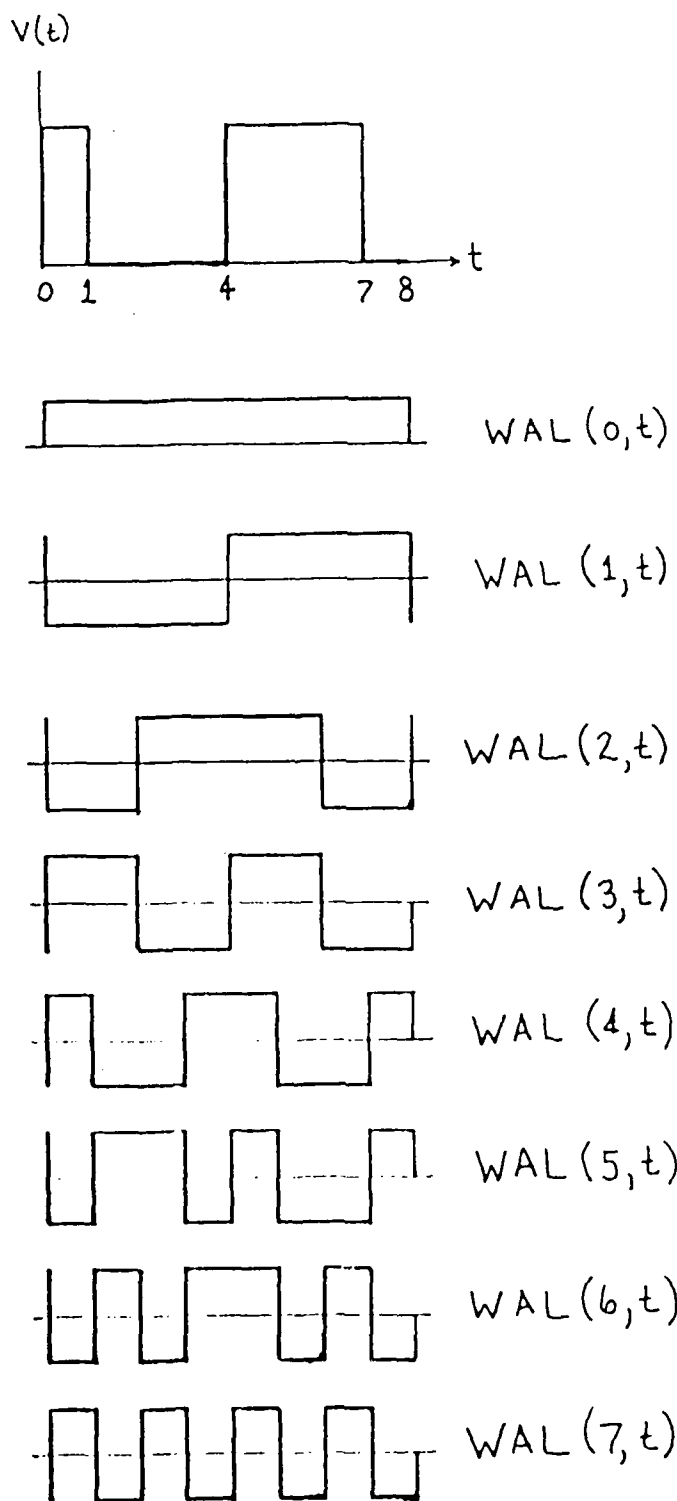 V(t)
t
0 1 4 7 8
WAL (0,t)
WAL (1,t)
WAL (2,t)
WAL (3,t)
WAL (4,t)
WAL (5,t)
WAL (6,t)
WAL (7,t)